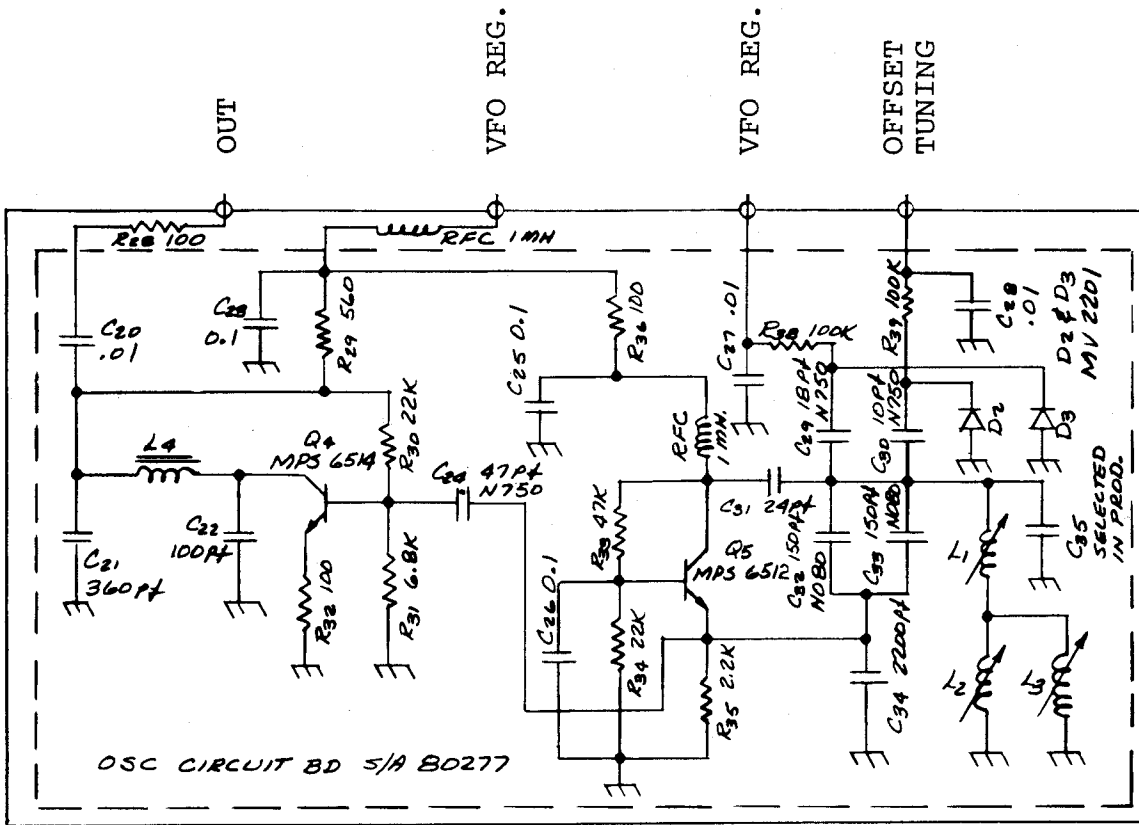 OUT
VFO REG.
VFO REG.
OFFSET
TUNING
R28 100
RFC 1MH
C20
.01
C23
0.1
R29 560
R36 100
C25 0.1
C27 .01
R38 100K
R39 100K
C28
.01
D2 & D3
MV 2201
L4
Q4
MPS 6514
R30 22K
C24 47Pf
N750
RFC
1 MH.
C29 18Pf
N750
C30 10Pf
N750
D2
D3
C21
360pf
C22
100Pf
R32 100
R31 6.8K
R33 47K
C31 24pf
Q5
MPS 6512
C32 150pf
N080
C33 150Pf
N080
L1
C35
SELECTED
IN PROD.
C26 0.1
R34 22K
R35 2.2K
C34 2200pf
L2
L3
OSC CIRCUIT BD S/A 80277